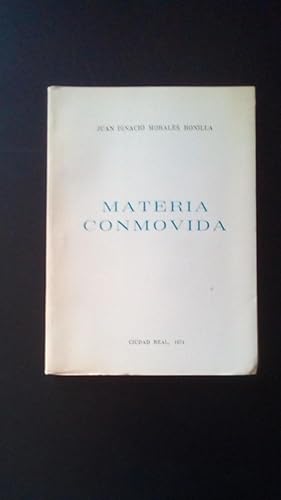 JUAN IGNACIO MORALES BONILLA
MATERIA
CONMOVIDA
CIUDAD REAL, 1974